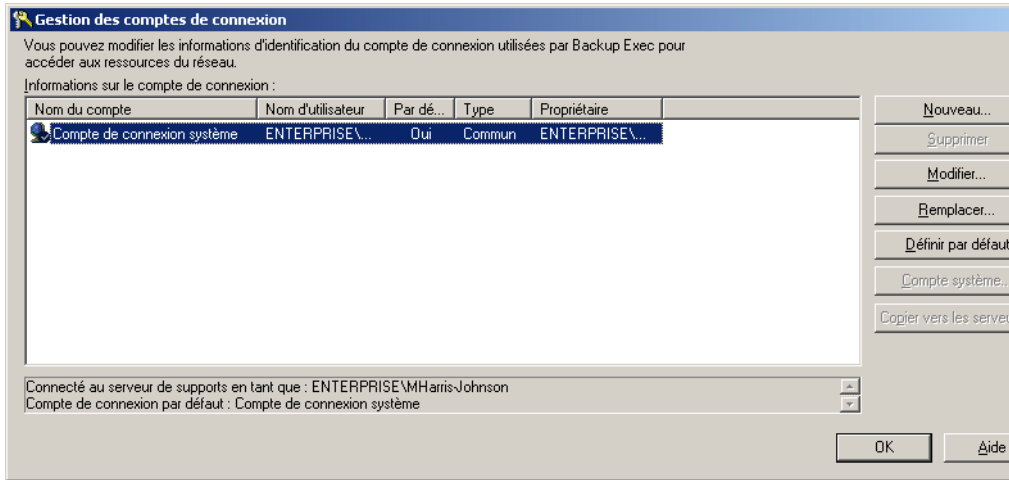 Gestion des comptes de connexion
Vous pouvez modifier les informations d'identification du compte de connexion utilisées par Backup Exec pour
accéder aux ressources du réseau.
Informations sur le compte de connexion :
Nom du compte Nom d'utilisateur Par dé... Type Propriétaire
Compte de connexion système ENTERPRISE\... Oui Commun ENTERPRISE\...
Nouveau...
Supprimer
Modifier...
Remplacer...
Définir par défaut
Compte système...
Copier vers les serveu
Connecté au serveur de supports en tant que : ENTERPRISE\MHarris-Johnson
Compte de connexion par défaut : Compte de connexion système
OK Aide